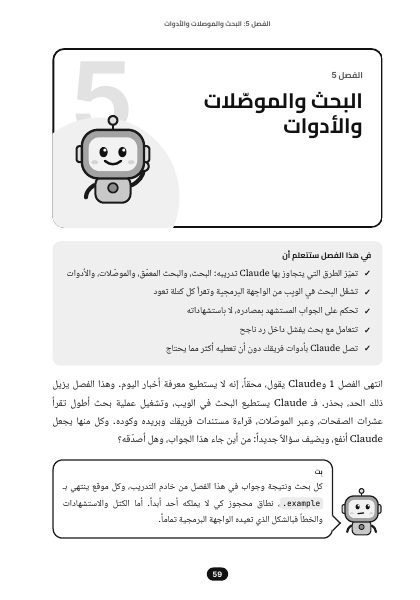 الفصل 5: البحث والموصلات والأدوات
5
الفصل 5
البحث والموصّلات
والأدوات
في هذا الفصل ستتعلم أن
✓ تميّز الطرق التي يتجاوز بها Claude تدريبه: البحث، والبحث المعمّق، والموصّلات، والأدوات
✓ تشغّل البحث في الويب من الواجهة البرمجية وتقرأ كل كتلة تعود
✓ تحكم على الجواب المستشهد بمصادره، لا باستشهاداته
✓ تتعامل مع بحث يفشل داخل رد ناجح
✓ تصل Claude بأدوات فريقك دون أن تعطيه أكثر مما يحتاج
انتهى الفصل 1 وClaude يقول، محقاً، إنه لا يستطيع معرفة أخبار اليوم. وهذا الفصل يزيل
ذلك الحد، بحذر. فـ Claude يستطيع البحث في الويب، وتشغيل عملية بحث أطول تقرأ
عشرات الصفحات، وعبر الموصّلات، قراءة مستندات فريقك وبريده وكوده. وكل منها يجعل
Claude أنفع، ويضيف سؤالاً جديداً: من أين جاء هذا الجواب، وهل أصدّقه؟
بِت
كل بحث ونتيجة وجواب في هذا الفصل من خادم التدريب، وكل موقع ينتهي بـ
.example، نطاق محجوز كي لا يملكه أحد أبداً. أما الكتل والاستشهادات
والخطأ فبالشكل الذي تعيده الواجهة البرمجية تماماً.
59